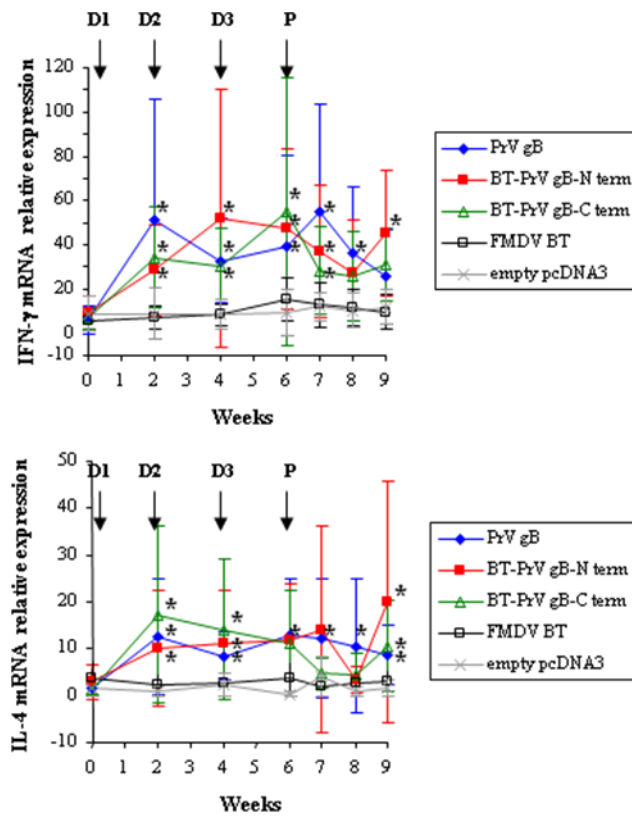 D1 D2 D3 P
IFN-γ mRNA relative expression
120
100
80
60
40
20
0
-10
* * * * *
* * * *
* * *
0 1 2 3 4 5 6 7 8 9
Weeks
PrV gB
BT-PrV gB-N term
BT-PrV gB-C term
FMDV BT
empty pcDNA3
D1 D2 D3 P
IL-4 mRNA relative expression
50
40
30
20
10
0
-10
* * * * * *
* * *
* *
0 1 2 3 4 5 6 7 8 9
Weeks
PrV gB
BT-PrV gB-N term
BT-PrV gB-C term
FMDV BT
empty pcDNA3